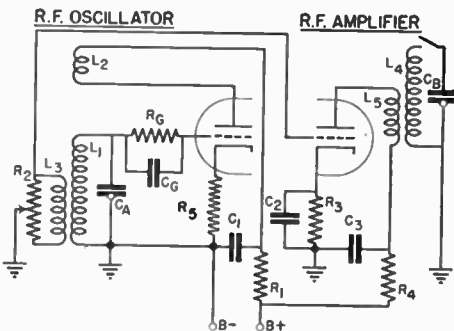 R.F. OSCILLATOR
R.F. AMPLIFIER
L2
L4
CB
L5
RG
L1
L3
R2
CG
CA
R5
C1
C2
R3
C3
R1
R4
B-
B+